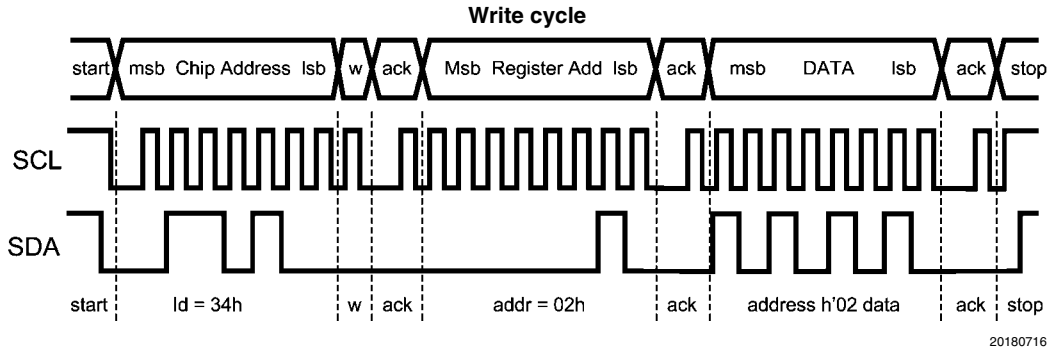 Write cycle
start msb Chip Address lsb w ack Msb Register Add lsb ack msb DATA lsb ack stop
SCL
SDA
start Id = 34h w ack addr = 02h ack address h'02 data ack stop
20180716